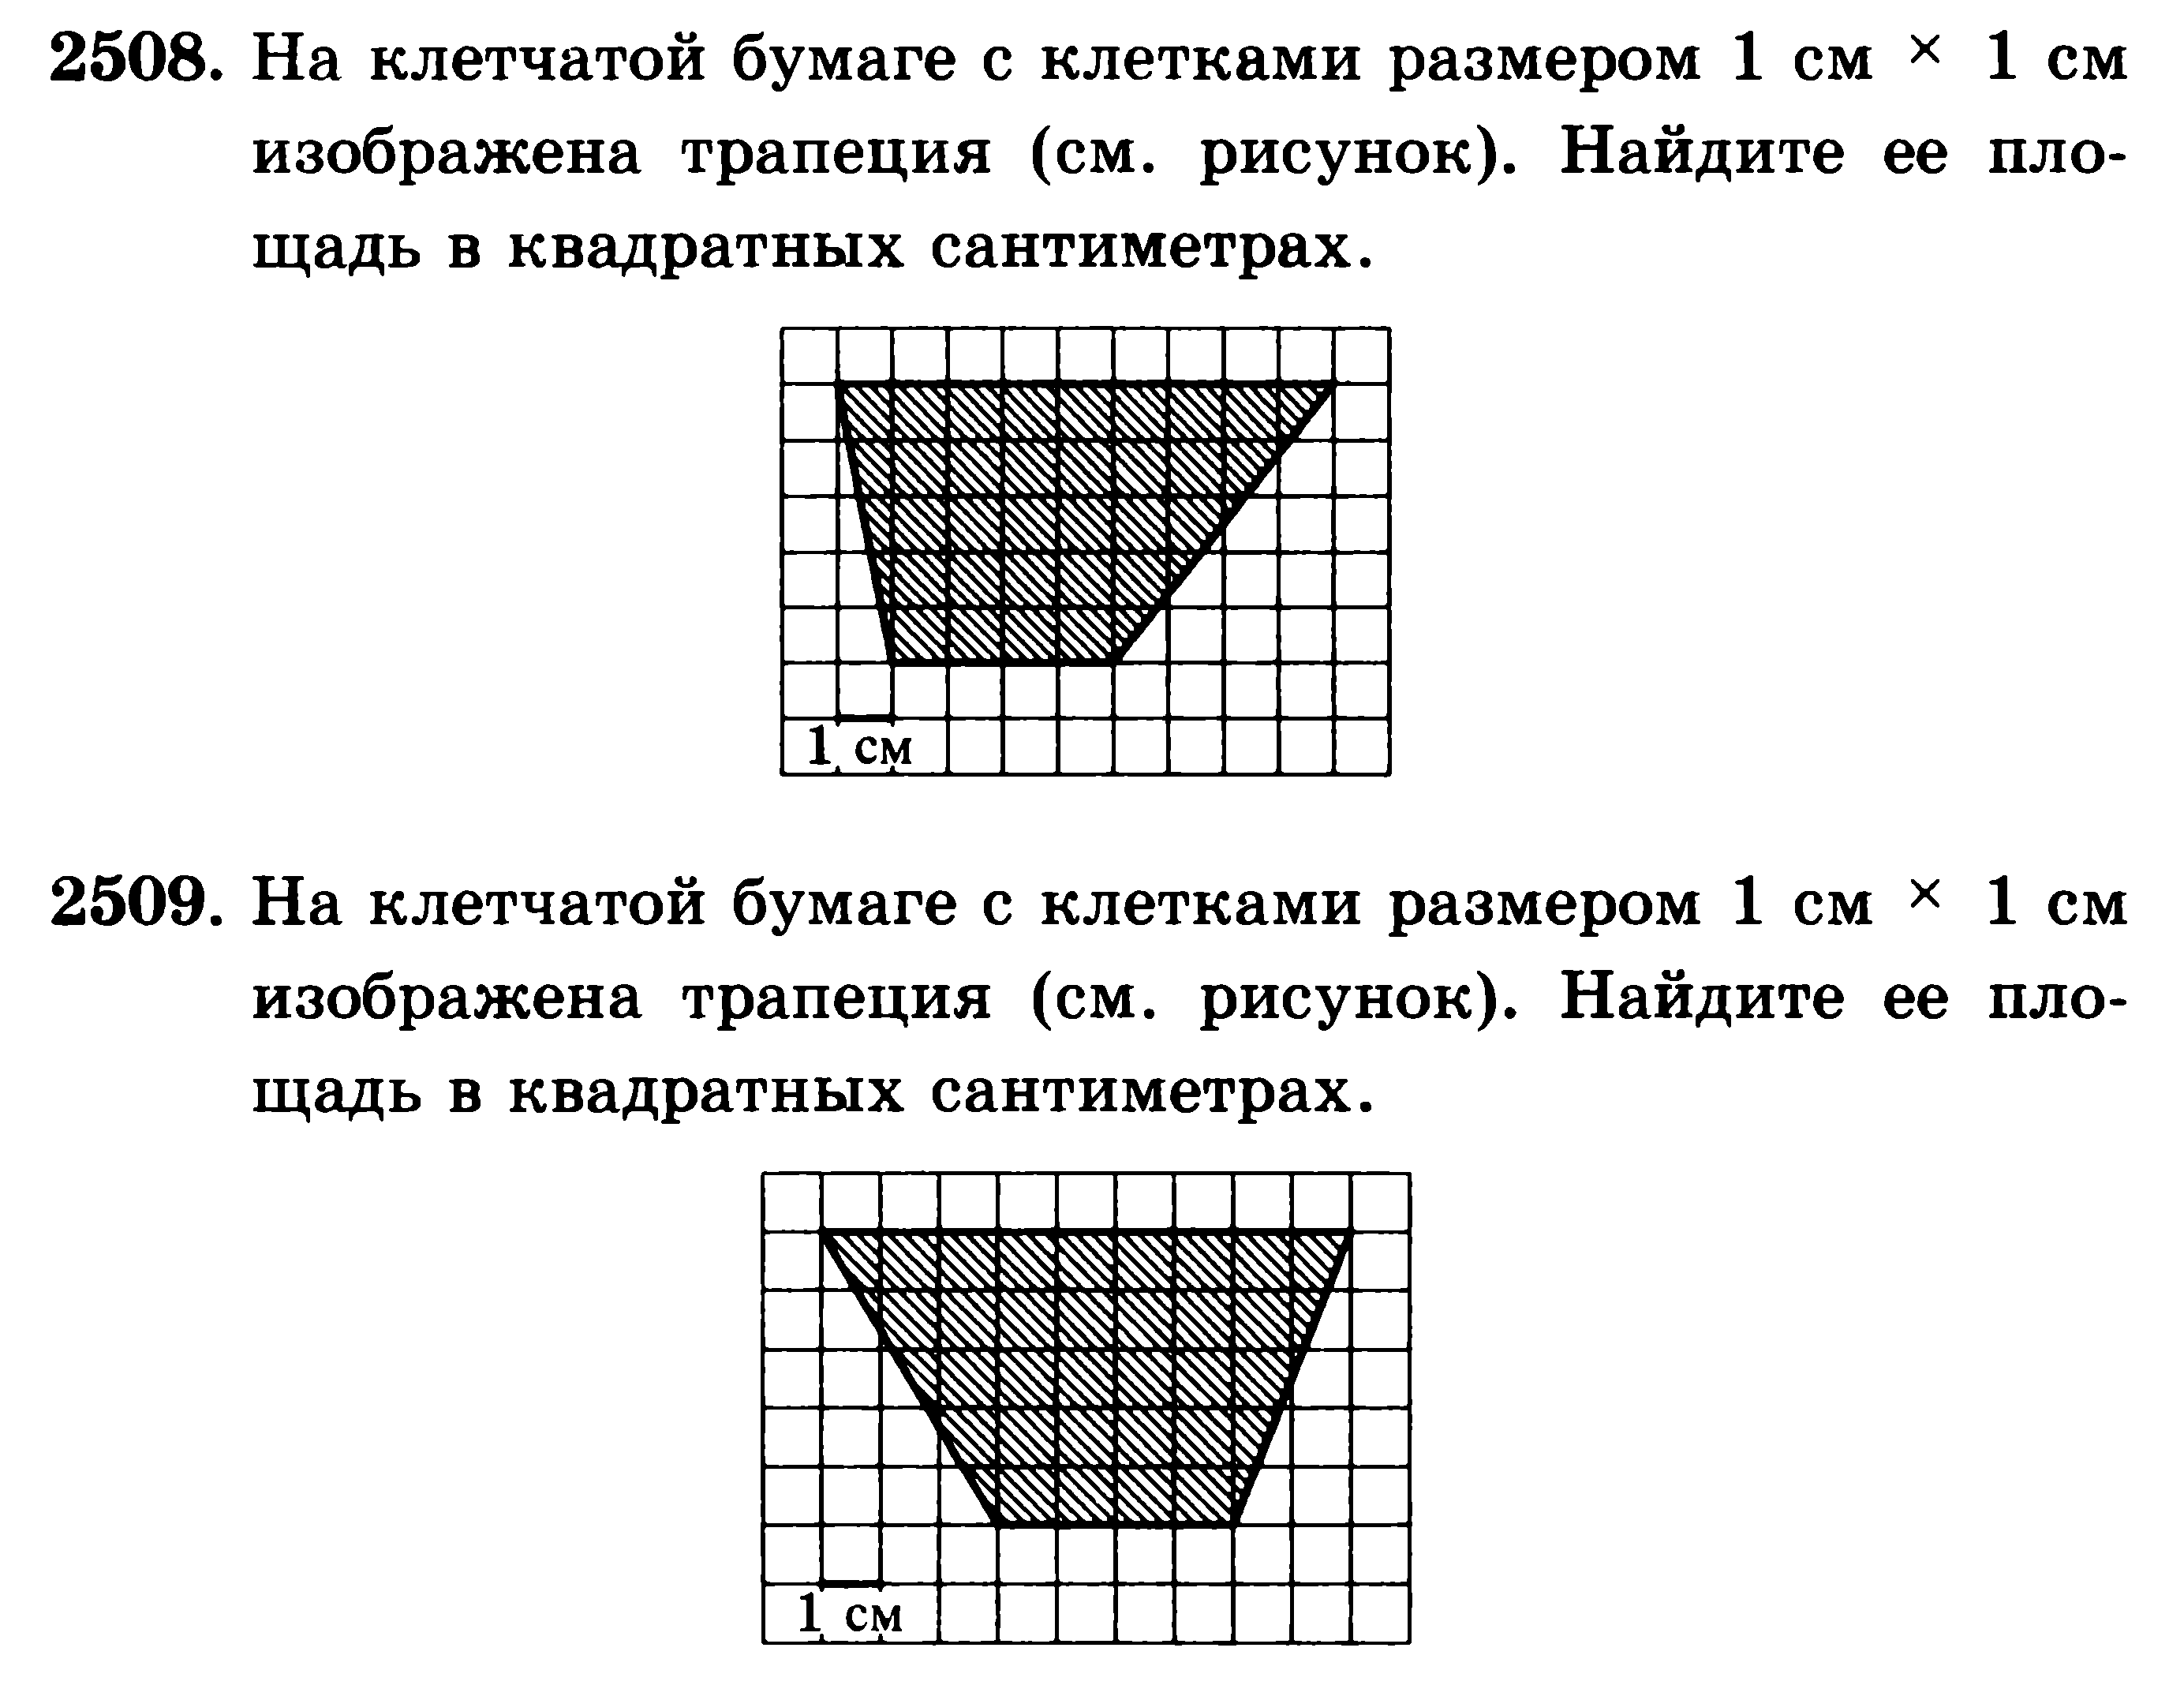 2508. На клетчатой бумаге с клетками размером 1 см × 1 см
изображена трапеция (см. рисунок). Найдите ее пло-
щадь в квадратных сантиметрах.
1 см
2509. На клетчатой бумаге с клетками размером 1 см × 1 см
изображена трапеция (см. рисунок). Найдите ее пло-
щадь в квадратных сантиметрах.
1 см